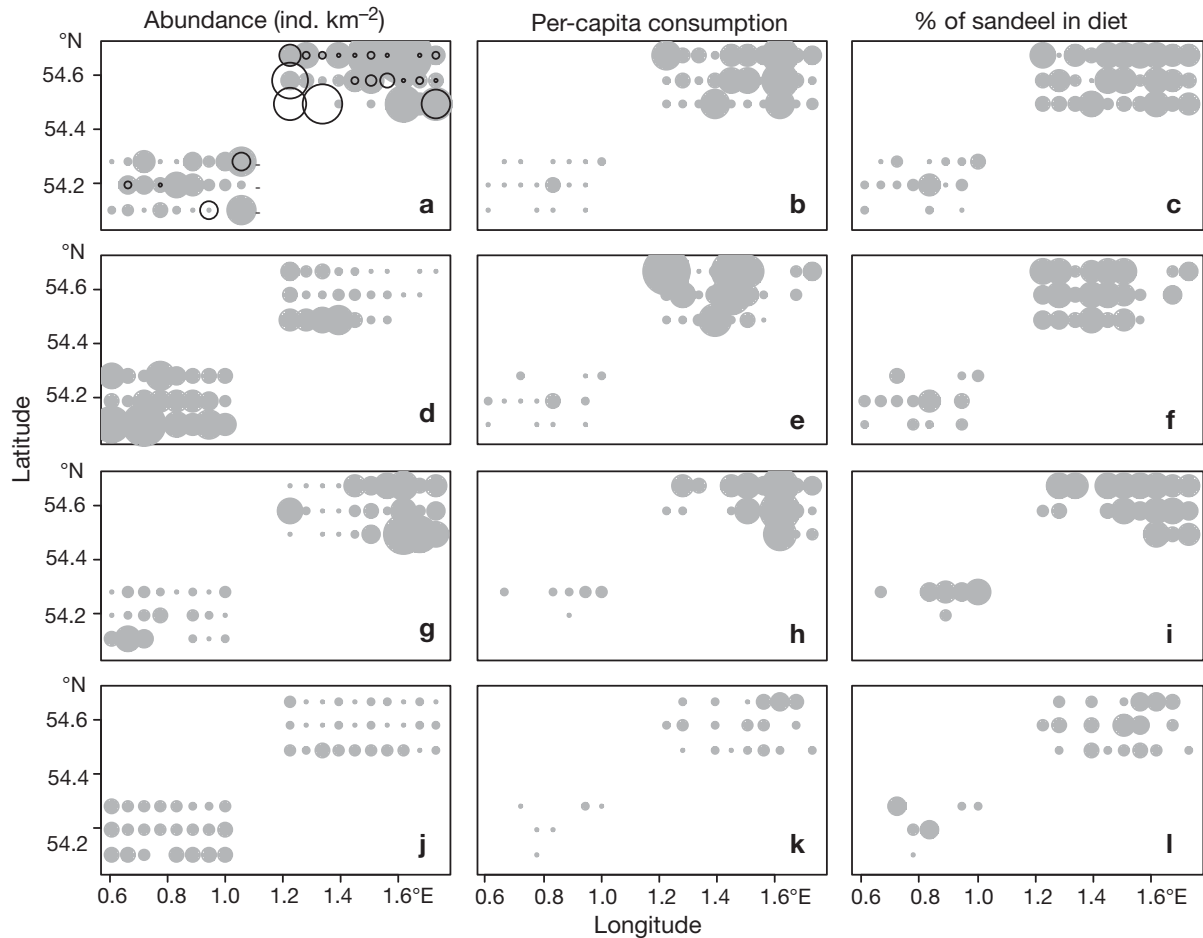 Abundance (ind. km–2)
Per-capita consumption
% of sandeel in diet
°N
54.6
54.4
54.2
a
b
c
°N
54.6
54.4
54.2
d
e
f
Latitude
°N
54.6
54.4
54.2
g
h
i
°N
54.6
54.4
54.2
j
k
l
0.6 0.8 1.0 1.2 1.4 1.6°E 0.6 0.8 1.0 1.2 1.4 1.6°E 0.6 0.8 1.0 1.2 1.4 1.6°E
Longitude